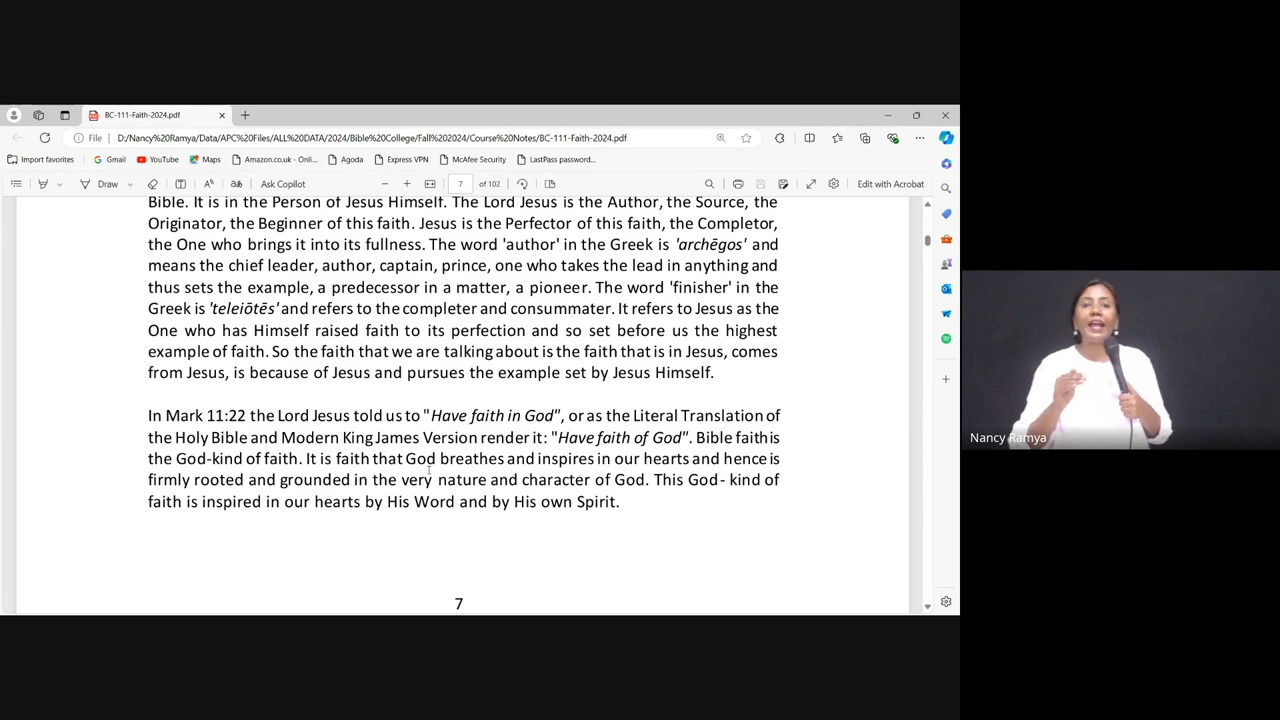 BC-111-Faith-2024.pdf
File
D:/Nancy%20Ramya/Data/APC%20Files/ALL%20DATA/2024/Bible%20College/Fall%202024/Course%20Notes/BC-111-Faith-2024.pdf
Import favorites
Gmail
YouTube
Maps
Amazon.co.uk - Onli...
Agoda
Express VPN
McAfee Security
LastPass password...
Draw
Ask Copilot
7 of 102
Edit with Acrobat
Bible. It is in the Person of Jesus Himself. The Lord Jesus is the Author, the Source, the
Originator, the Beginner of this faith. Jesus is the Perfector of this faith, the Completor,
the One who brings it into its fullness. The word 'author' in the Greek is 'archēgos' and
means the chief leader, author, captain, prince, one who takes the lead in anything and
thus sets the example, a predecessor in a matter, a pioneer. The word 'finisher' in the
Greek is 'teleiōtēs' and refers to the completer and consummater. It refers to Jesus as the
One who has Himself raised faith to its perfection and so set before us the highest
example of faith. So the faith that we are talking about is the faith that is in Jesus, comes
from Jesus, is because of Jesus and pursues the example set by Jesus Himself.
In Mark 11:22 the Lord Jesus told us to "Have faith in God", or as the Literal Translation of
the Holy Bible and Modern King James Version render it: "Have faith of God". Bible faith is
the God-kind of faith. It is faith that God breathes and inspires in our hearts and hence is
firmly rooted and grounded in the very nature and character of God. This God- kind of
faith is inspired in our hearts by His Word and by His own Spirit.
7
Nancy Ramya